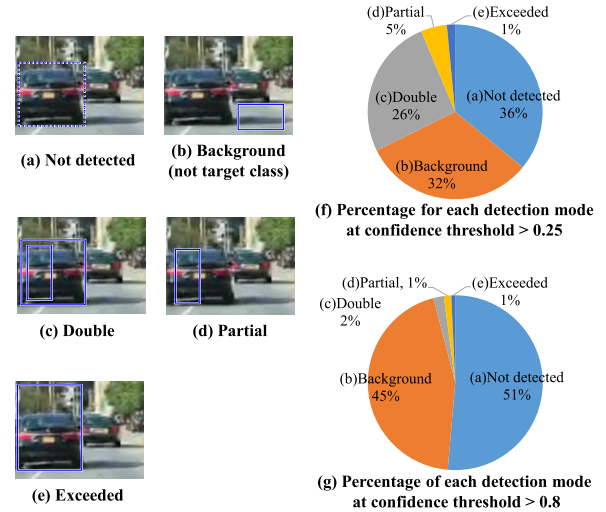 (a) Not detected
(b) Background
(not target class)
(c) Double
(d) Partial
(e) Exceeded
(d)Partial
5%
(e)Exceeded
1%
(c)Double
26%
(a)Not detected
36%
(b)Background
32%
(f) Percentage for each detection mode
at confidence threshold > 0.25
(d)Partial, 1%
(e)Exceeded
1%
(c)Double
2%
(b)Background
45%
(a)Not detected
51%
(g) Percentage of each detection mode
at confidence threshold > 0.8